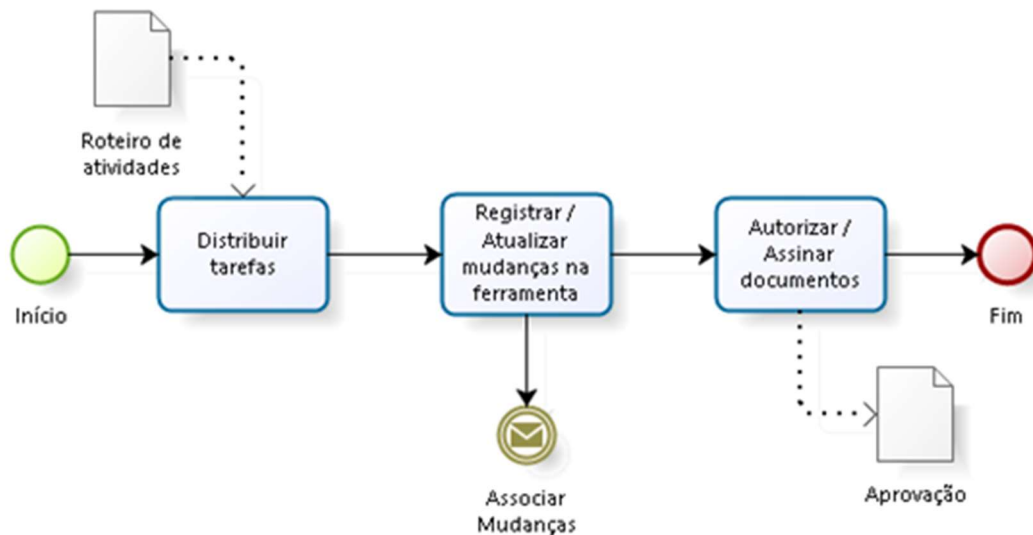 Roteiro de
atividades
Início
Distribuir
tarefas
Registrar /
Atualizar
mudanças na
ferramenta
Autorizar /
Assinar
documentos
Fim
Associar
Mudanças
Aprovação